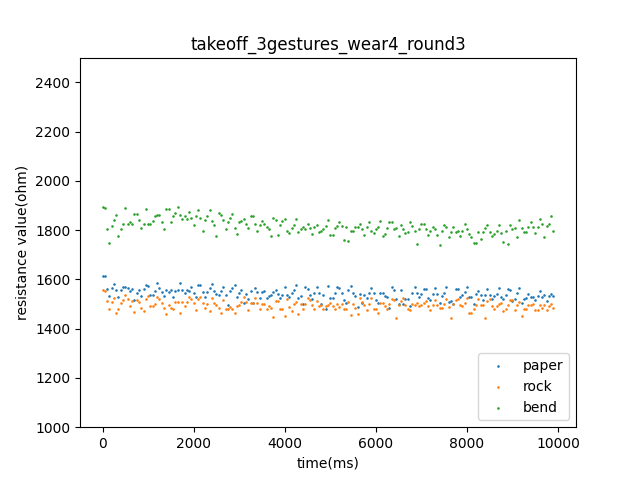 takeoff_3gestures_wear4_round3
resistance value(ohm)
2400
2200
2000
1800
1600
1400
1200
1000
0
2000
4000
6000
8000
10000
time(ms)
paper
rock
bend